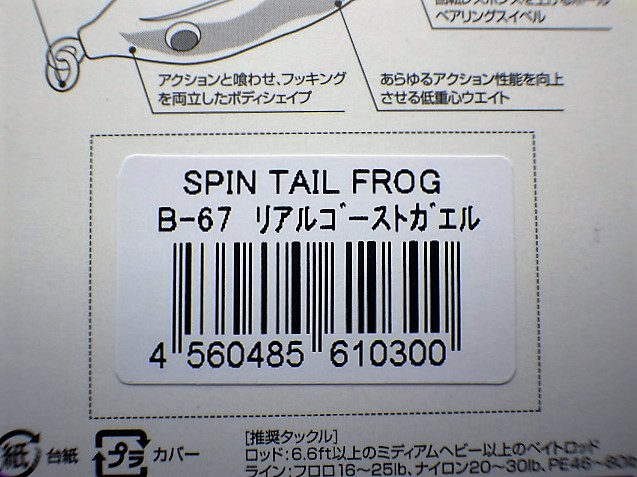 ベアリングスイベル
アクションと喰わせ、フッキング
を両立したボディシェイプ
あらゆるアクション性能を向上
させる低重心ウエイト
SPIN TAIL FROG
B-67 リアルゴーストガエル
4 560485 610300
紙 台紙 プラ カバー
[推奨タックル]
ロッド:6.6ft以上のミディアムヘビー以上のベイトロッド
ライン:フロロ16〜25lb、ナイロン20〜30lb、PE46〜80lb